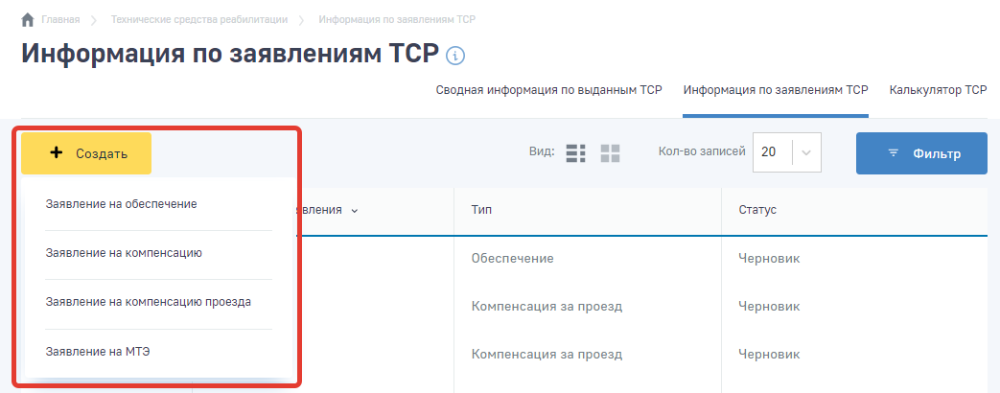 Главная
Технические средства реабилитации
Информация по заявлениям ТСР
Информация по заявлениям ТСР i
Сводная информация по выданным ТСР
Информация по заявлениям ТСР
Калькулятор ТСР
Создать
Вид:
Кол-во записей
20
Фильтр
Заявление на обеспечение
Заявление на компенсацию
Заявление на компенсацию проезда
Заявление на МТЭ
вления
Тип
Статус
Обеспечение
Черновик
Компенсация за проезд
Черновик
Компенсация за проезд
Черновик